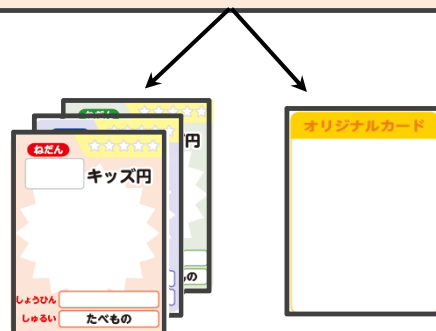 ねだん
キッズ円
しょうひん
しゅるい
たべもの
円
オリジナルカード